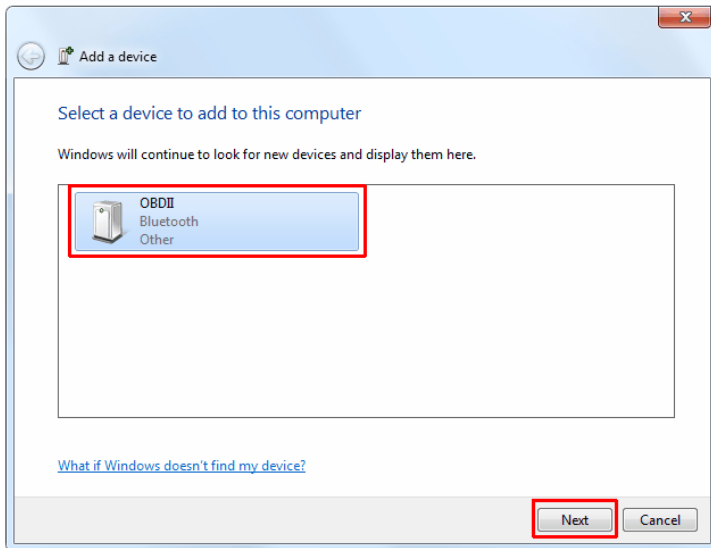 Add a device
Select a device to add to this computer
Windows will continue to look for new devices and display them here.
OBDII
Bluetooth
Other
What if Windows doesn't find my device?
Next
Cancel